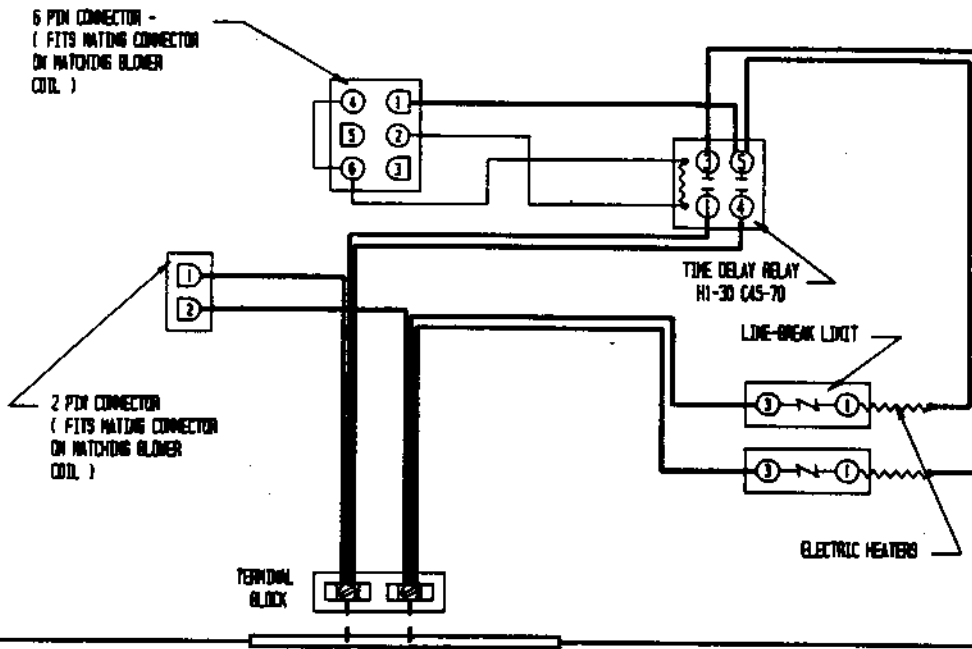 6 PIN CONNECTOR -
( FITS MATING CONNECTOR
ON MATCHING BLOWER
COIL )
4 1
5 2
6 3
3 5
1 4
TIME DELAY RELAY
H1-30 C45-70
1
2
LINE-BREAK LIMIT
2 PIN CONNECTOR
( FITS MATING CONNECTOR
ON MATCHING BLOWER
COIL )
3 1
3 1
ELECTRIC HEATERS
TERMINAL
BLOCK